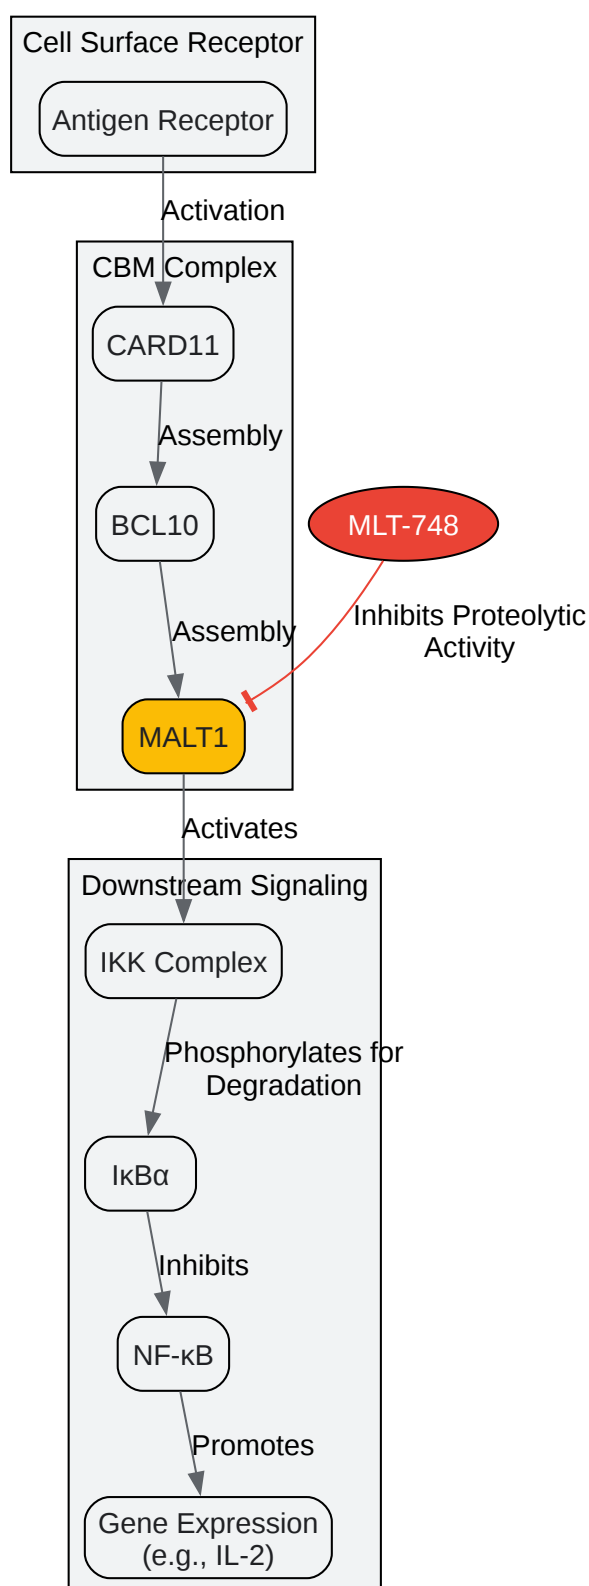 Cell Surface Receptor
Antigen Receptor
Activation
CBM Complex
CARD11
Assembly
BCL10
MLT-748
Assembly
Inhibits Proteolytic
Activity
MALT1
Activates
Downstream Signaling
IKK Complex
Phosphorylates for
Degradation
IκBα
Inhibits
NF-κB
Promotes
Gene Expression
(e.g., IL-2)